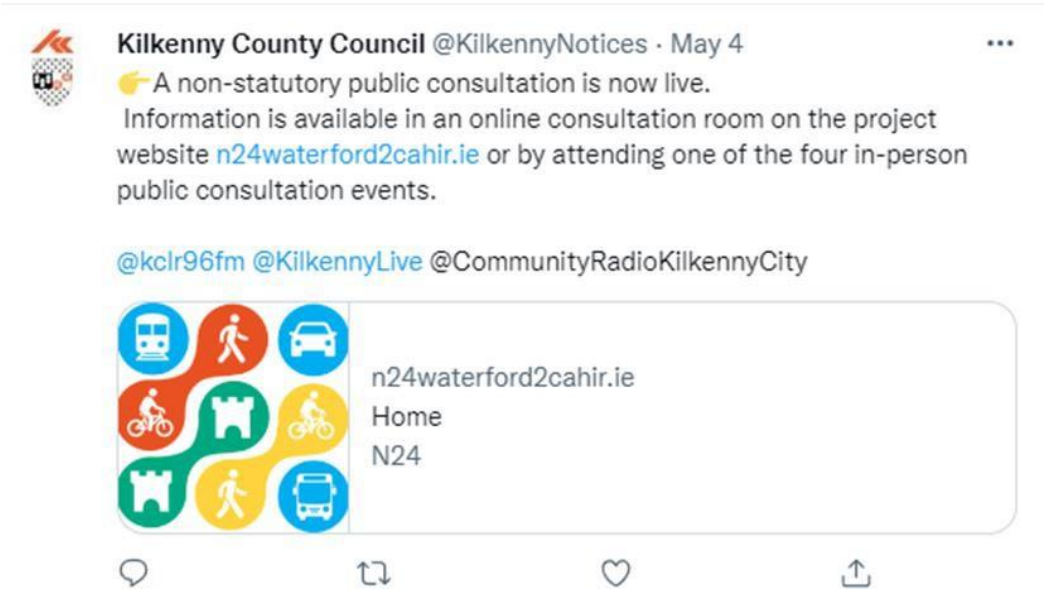 Kilkenny County Council @KilkennyNotices · May 4
👉A non-statutory public consultation is now live.
Information is available in an online consultation room on the project
website n24waterford2cahir.ie or by attending one of the four in-person
public consultation events.
@kclr96fm @KilkennyLive @CommunityRadioKilkennyCity
n24waterford2cahir.ie
Home
N24